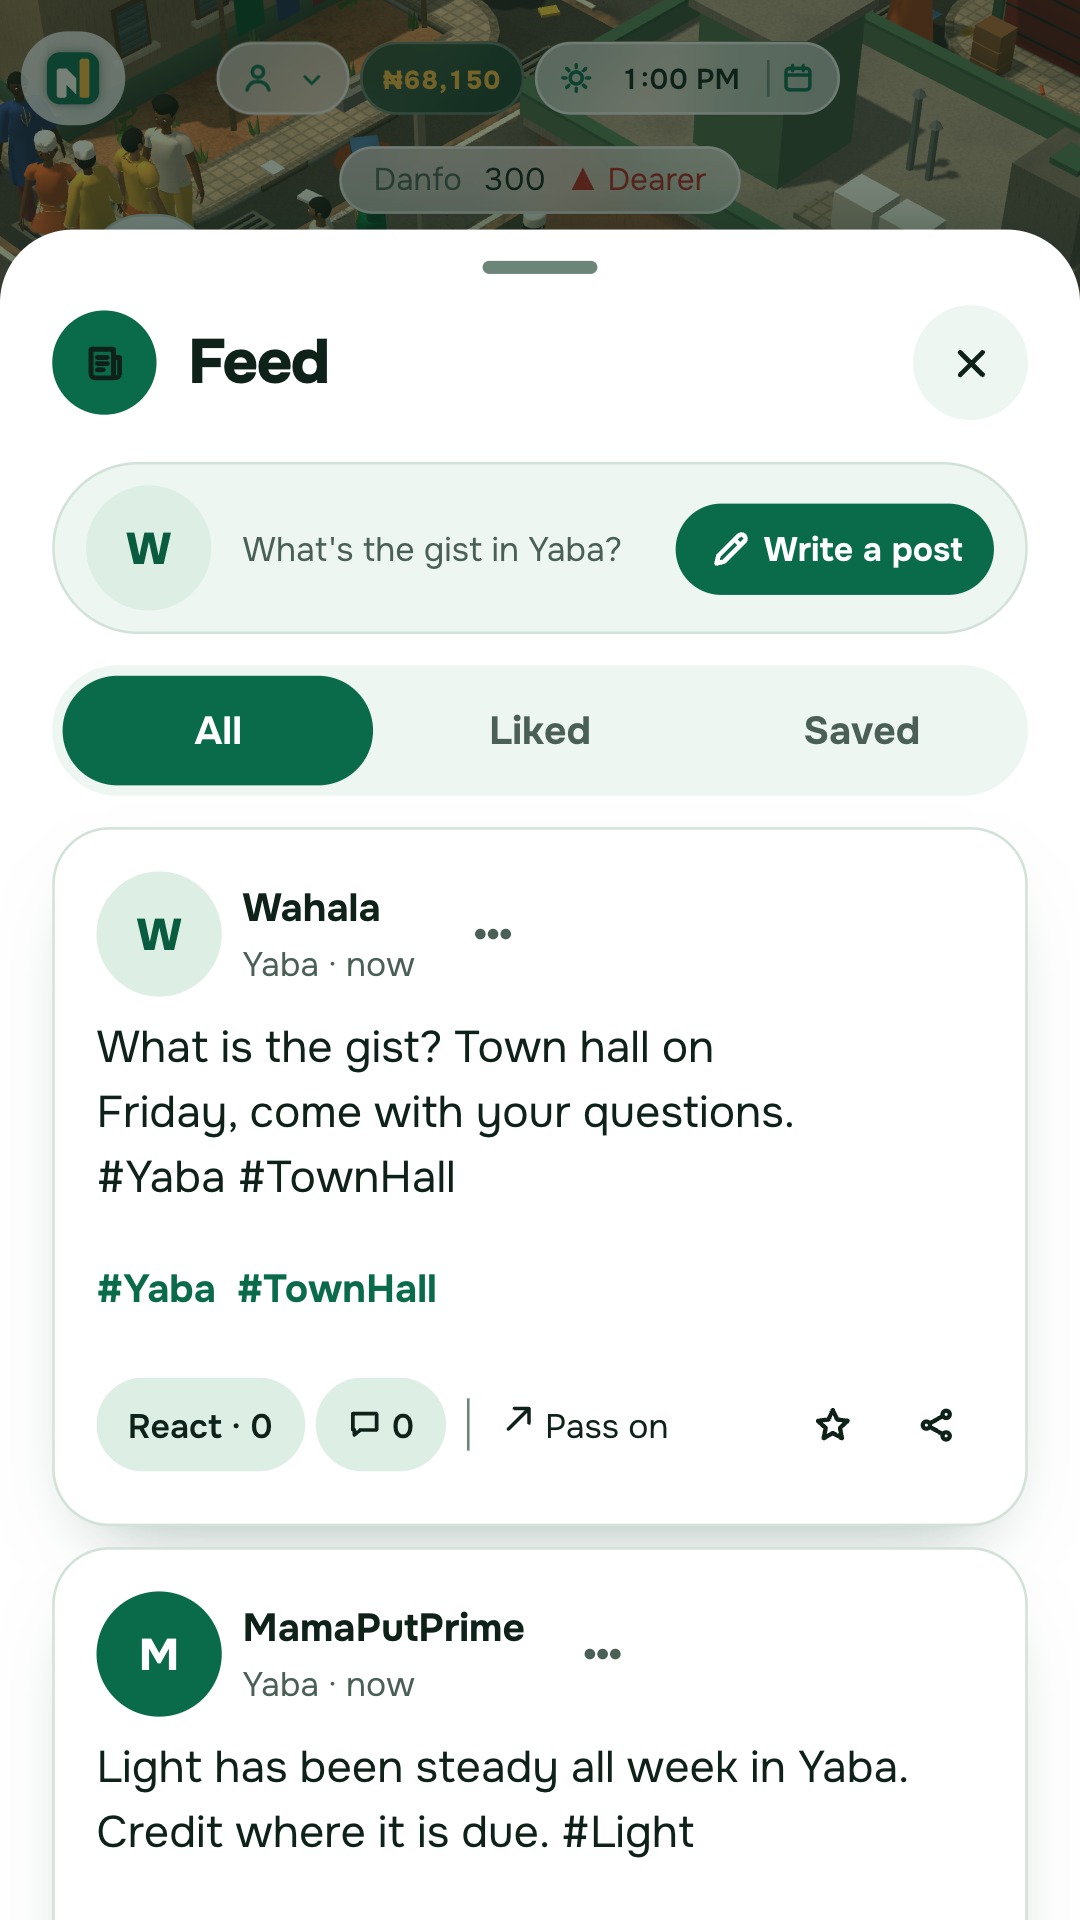 ₦68,150
1:00 PM
Danfo 300 ▲ Dearer
Feed
W What's the gist in Yaba? Write a post
All Liked Saved
W
Wahala
Yaba · now
What is the gist? Town hall on
Friday, come with your questions.
#Yaba #TownHall
#Yaba #TownHall
React · 0 0 Pass on
M
MamaPutPrime
Yaba · now
Light has been steady all week in Yaba.
Credit where it is due. #Light